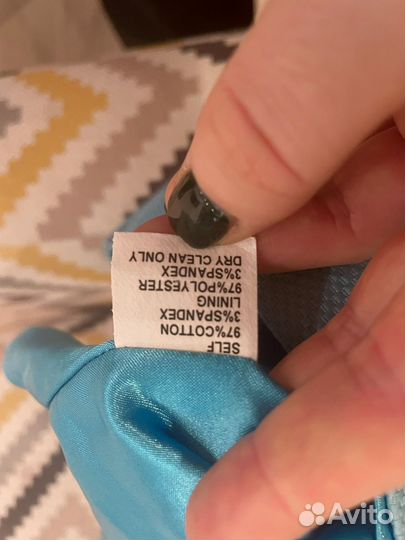 SELF
97%COTTON
3%SPANDEX
LINING
97%POLYESTER
3%SPANDEX
DRY CLEAN ONLY
Avito